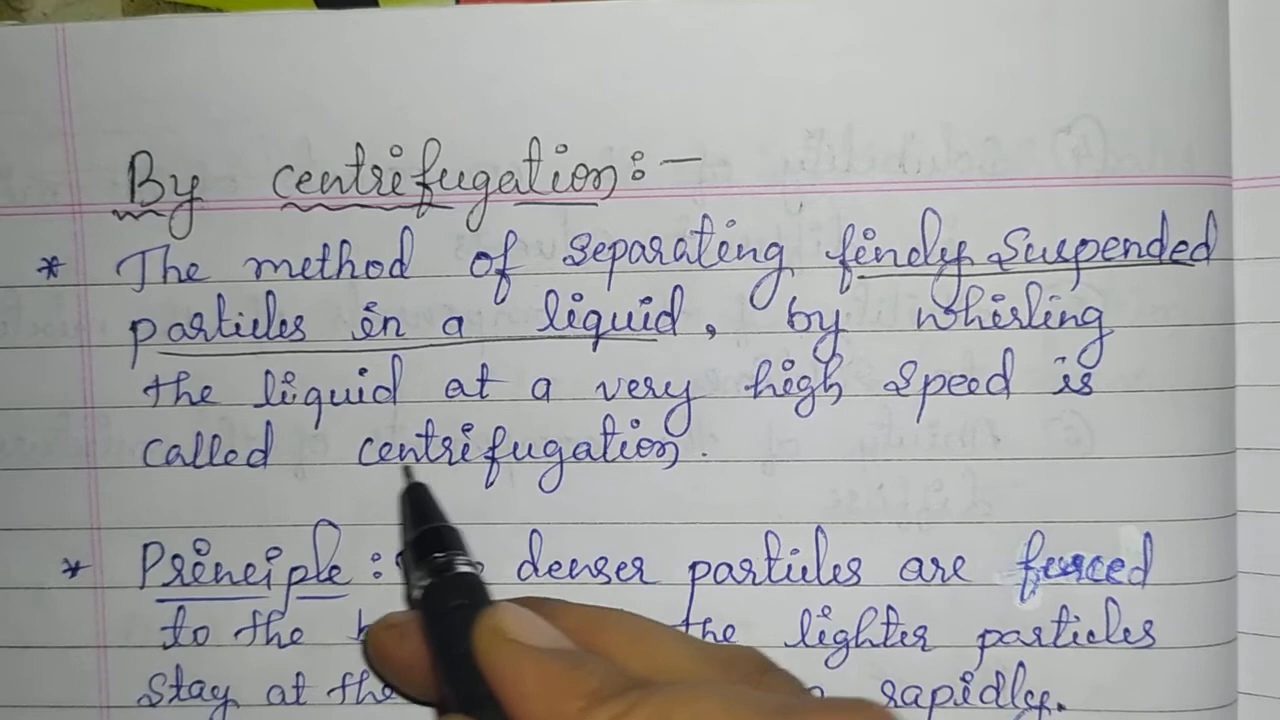 By centrifugation:-
* The method of separating finely suspended
particles in a liquid, by whirling
the liquid at a very high speed is
called centrifugation.
* Principle: denser particles are forced
to the the lighter particles
stay at the rapidly.